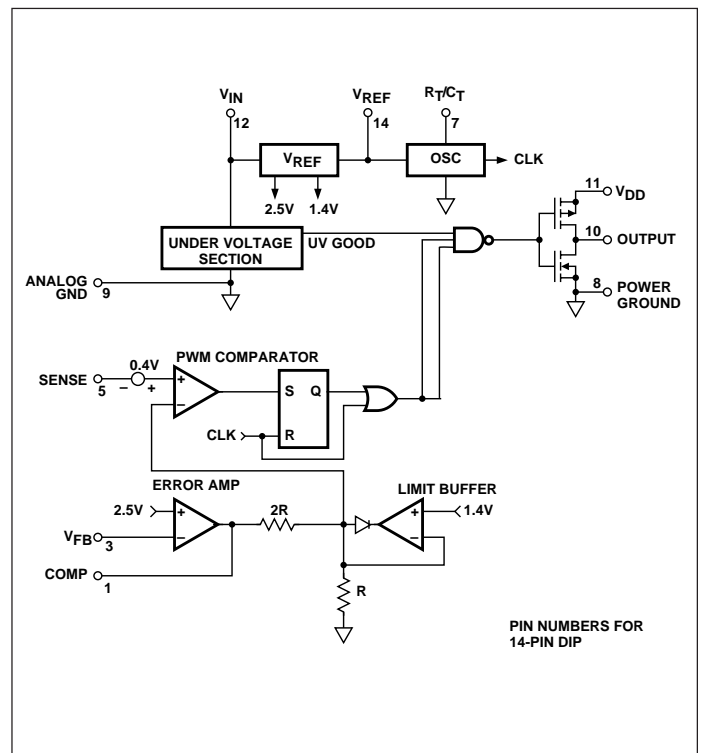 VIN
12
VREF
14
RT/CT
7
VREF
OSC
CLK
2.5V
1.4V
11
VDD
10
OUTPUT
8
POWER
GROUND
UNDER VOLTAGE
SECTION
UV GOOD
ANALOG
GND
9
PWM COMPARATOR
0.4V
SENSE
5
–
+
+
–
S
Q
R
CLK
ERROR AMP
2.5V
+
–
VFB
3
COMP
1
2R
LIMIT BUFFER
+
–
1.4V
R
PIN NUMBERS FOR
14-PIN DIP